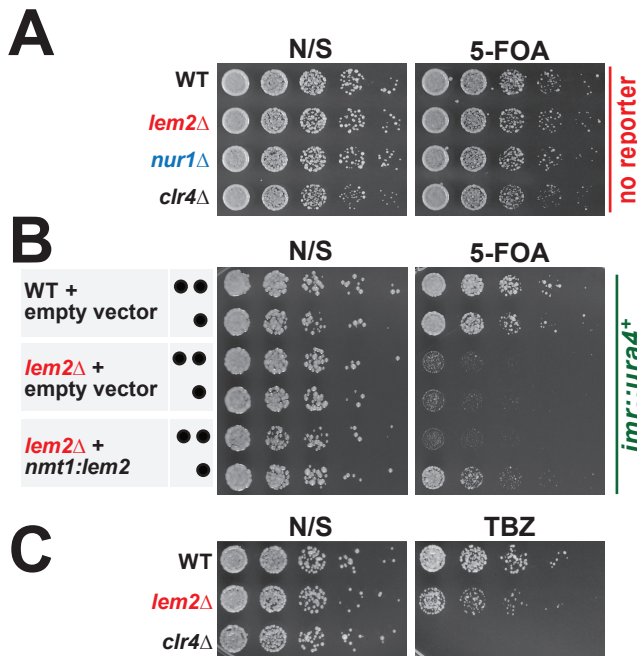 A
N/S
5-FOA
WT
lem2Δ
nur1Δ
clr4Δ
no reporter
B
N/S
5-FOA
WT +
empty vector
lem2Δ +
empty vector
lem2Δ +
nmt1:lem2
imr::ura4+
C
N/S
TBZ
WT
lem2Δ
clr4Δ